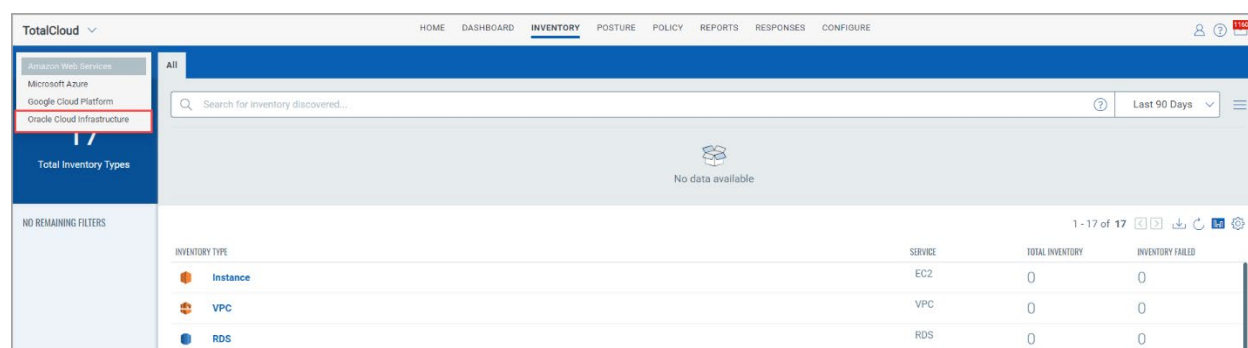 TotalCloud
HOME DASHBOARD INVENTORY POSTURE POLICY REPORTS RESPONSES CONFIGURE
1160
Amazon Web Services
Microsoft Azure
Google Cloud Platform
Oracle Cloud Infrastructure
All
Search for inventory discovered...
Last 90 Days
17
Total Inventory Types
No data available
NO REMAINING FILTERS
1 - 17 of 17
INVENTORY TYPE SERVICE TOTAL INVENTORY INVENTORY FAILED
Instance EC2 0 0
VPC VPC 0 0
RDS RDS 0 0